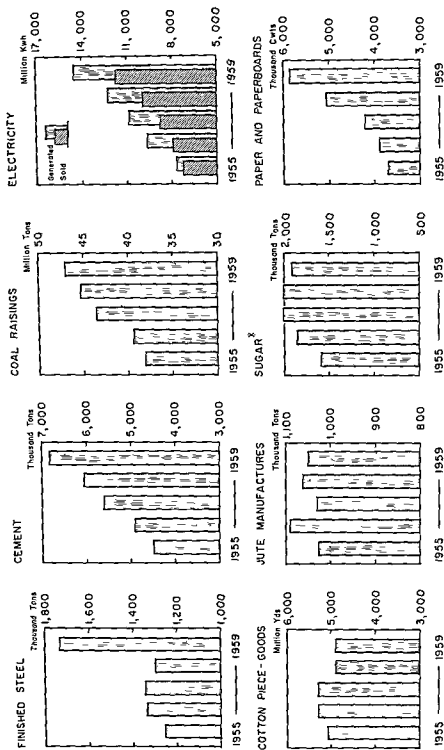 FINISHED STEEL
Thousand Tons
1,800
1,600
1,400
1,200
1,000
1955 — 1959
CEMENT
Thousand Tons
7,000
6,000
5,000
4,000
3,000
1955 — 1959
COAL RAISINGS
Million Tons
50
45
40
35
30
1955 — 1959
ELECTRICITY
Million Kwh
17,000
14,000
11,000
8,000
5,000
Generated
Sold
1955 — 1959
COTTON PIECE-GOODS
Million Yds
6,000
5,000
4,000
3,000
1955 — 1959
JUTE MANUFACTURES
Thousand Tons
1,100
1,000
900
800
1955 — 1959
SUGARˣ
Thousand Tons
2,000
1,500
1,000
500
1955 — 1959
PAPER AND PAPERBOARDS
Thousand Cwts
6,000
5,000
4,000
3,000
1955 — 1959